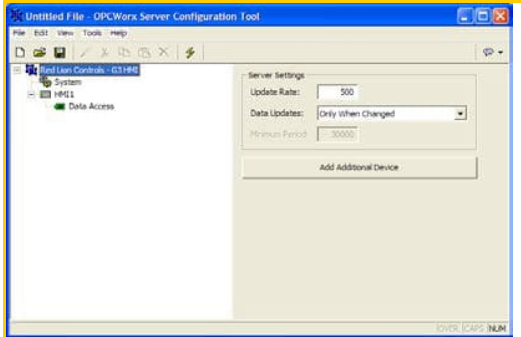 Untitled File - OPCWorx Server Configuration Tool
File Edit View Tools Help
Red Lion Controls - G3 HMI
System
HMI1
Data Access
Server Settings
Update Rate: 500
Data Updates: Only When Changed
Minimum Period: 30000
Add Additional Device
OVER CAPS NUM